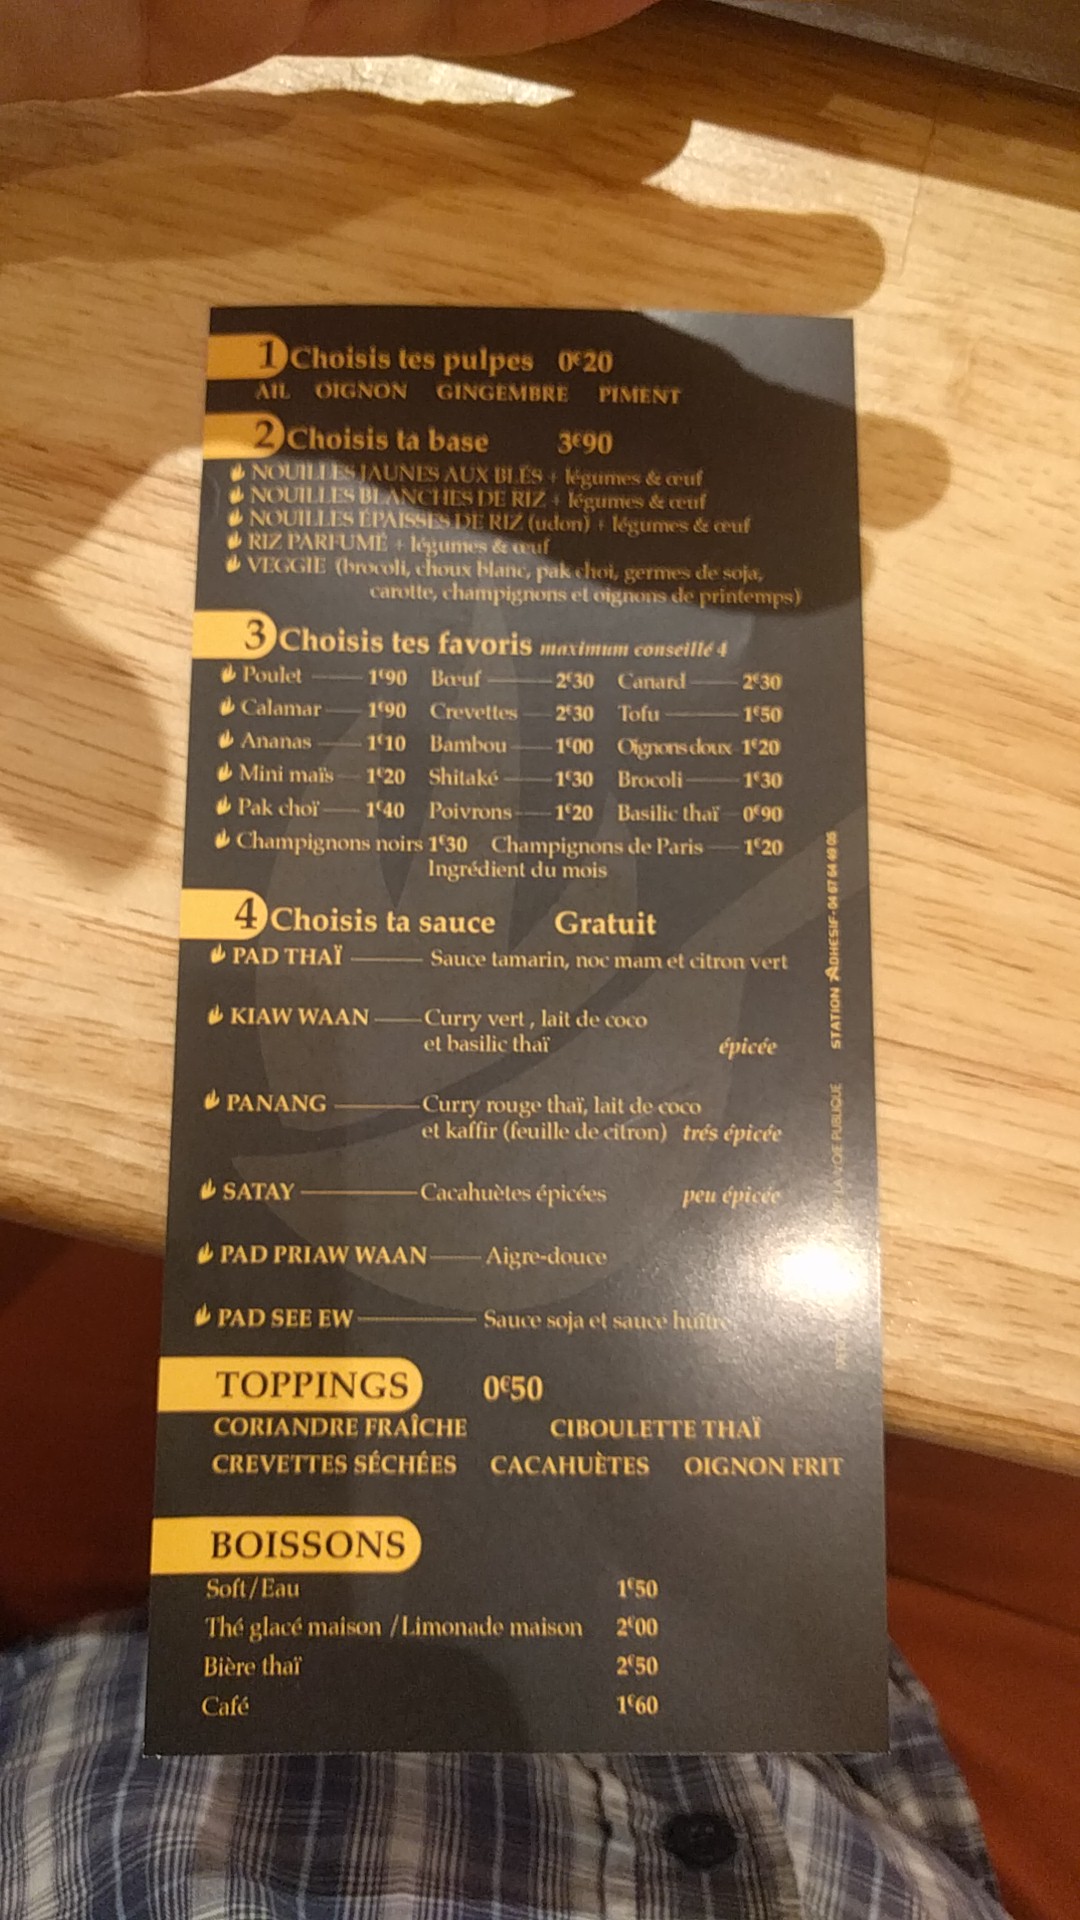 1 Choisis tes pulpes 0€20
AIL OIGNON GINGEMBRE PIMENT
2 Choisis ta base 3€90
NOUILLES JAUNES AUX BLÉS + légumes & œuf
NOUILLES BLANCHES DE RIZ + légumes & œuf
NOUILLES ÉPAISSES DE RIZ (udon) + légumes & œuf
RIZ PARFUMÉ + légumes & œuf
VEGGIE (brocoli, choux blanc, pak choi, germes de soja,
carotte, champignons et oignons de printemps)
3 Choisis tes favoris maximum conseillé 4
Poulet 1€90 Bœuf 2€30 Canard 2€30
Calamar 1€90 Crevettes 2€30 Tofu 1€50
Ananas 1€10 Bambou 1€00 Oignons doux 1€20
Mini maïs 1€20 Shitaké 1€30 Brocoli 1€30
Pak choï 1€40 Poivrons 1€20 Basilic thaï 0€90
Champignons noirs 1€30 Champignons de Paris 1€20
Ingrédient du mois
4 Choisis ta sauce Gratuit
PAD THAÏ Sauce tamarin, noc mam et citron vert
KIAW WAAN Curry vert , lait de coco
et basilic thaï épicée
PANANG Curry rouge thaï, lait de coco
et kaffir (feuille de citron) trés épicée
SATAY Cacahuètes épicées peu épicée
PAD PRIAW WAAN Aigre-douce
PAD SEE EW Sauce soja et sauce huître
TOPPINGS 0€50
CORIANDRE FRAÎCHE CIBOULETTE THAÏ
CREVETTES SÉCHÉES CACAHUÈTES OIGNON FRIT
BOISSONS
Soft/Eau 1€50
Thé glacé maison /Limonade maison 2€00
Bière thaï 2€50
Café 1€60
LA VOIE PUBLIQUE STATION ADHESIF - 04 67 64 49 05